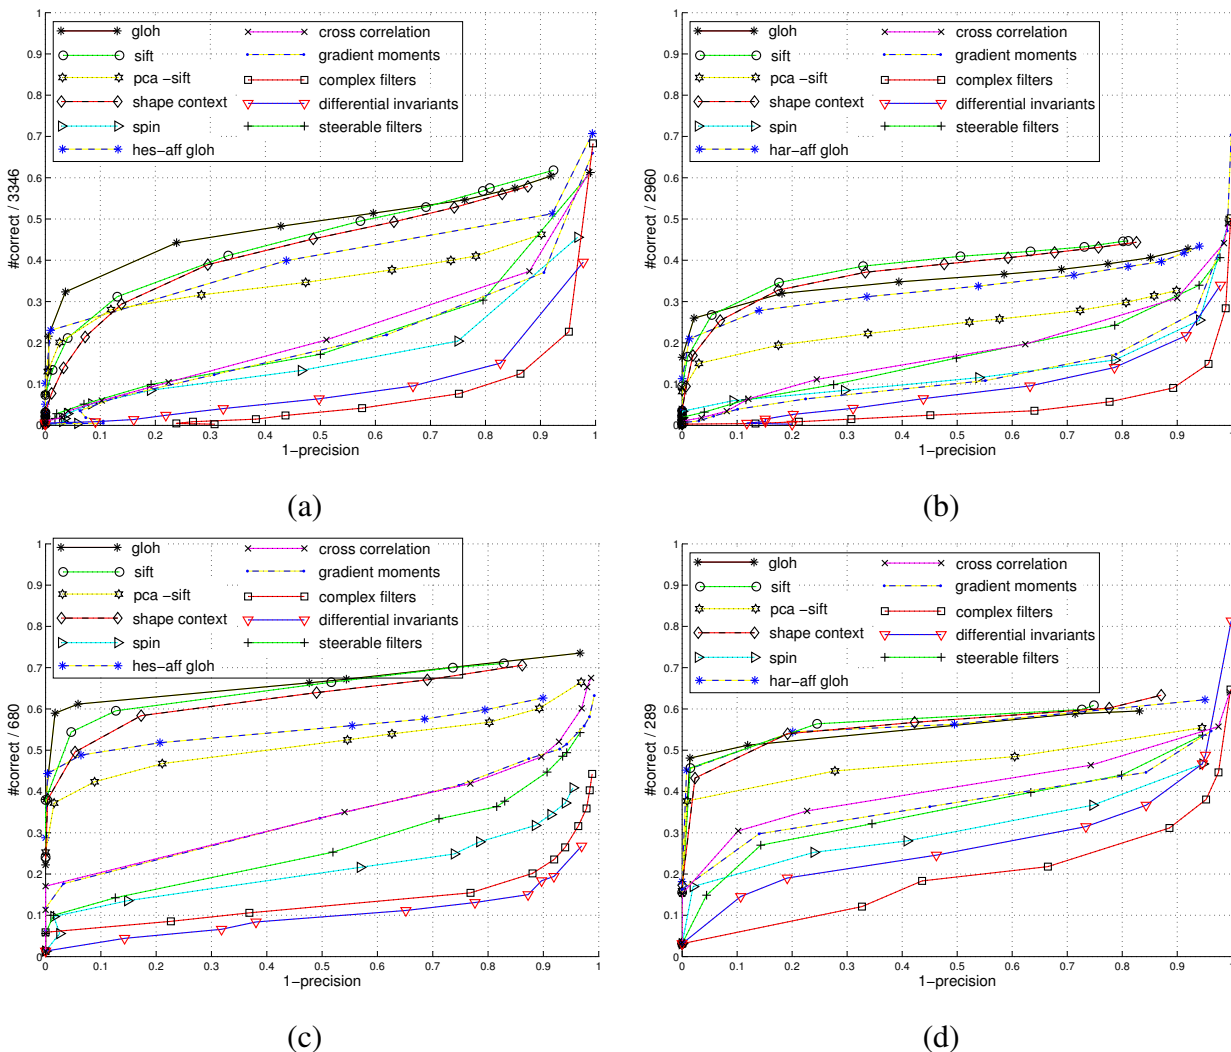 1
0.9
0.8
0.7
0.6
0.5
0.4
0.3
0.2
0.1
0
#correct / 3346
gloh
sift
pca −sift
shape context
spin
hes−aff gloh
cross correlation
gradient moments
complex filters
differential invariants
steerable filters
0 0.1 0.2 0.3 0.4 0.5 0.6 0.7 0.8 0.9 1
1−precision
(a)
1
0.9
0.8
0.7
0.6
0.5
0.4
0.3
0.2
0.1
0
#correct / 2960
gloh
sift
pca −sift
shape context
spin
har−aff gloh
cross correlation
gradient moments
complex filters
differential invariants
steerable filters
0 0.1 0.2 0.3 0.4 0.5 0.6 0.7 0.8 0.9 1
1−precision
(b)
1
0.9
0.8
0.7
0.6
0.5
0.4
0.3
0.2
0.1
0
#correct / 680
gloh
sift
pca −sift
shape context
spin
hes−aff gloh
cross correlation
gradient moments
complex filters
differential invariants
steerable filters
0 0.1 0.2 0.3 0.4 0.5 0.6 0.7 0.8 0.9 1
1−precision
(c)
1
0.9
0.8
0.7
0.6
0.5
0.4
0.3
0.2
0.1
0
#correct / 289
gloh
sift
pca −sift
shape context
spin
har−aff gloh
cross correlation
gradient moments
complex filters
differential invariants
steerable filters
0 0.1 0.2 0.3 0.4 0.5 0.6 0.7 0.8 0.9 1
1−precision
(d)